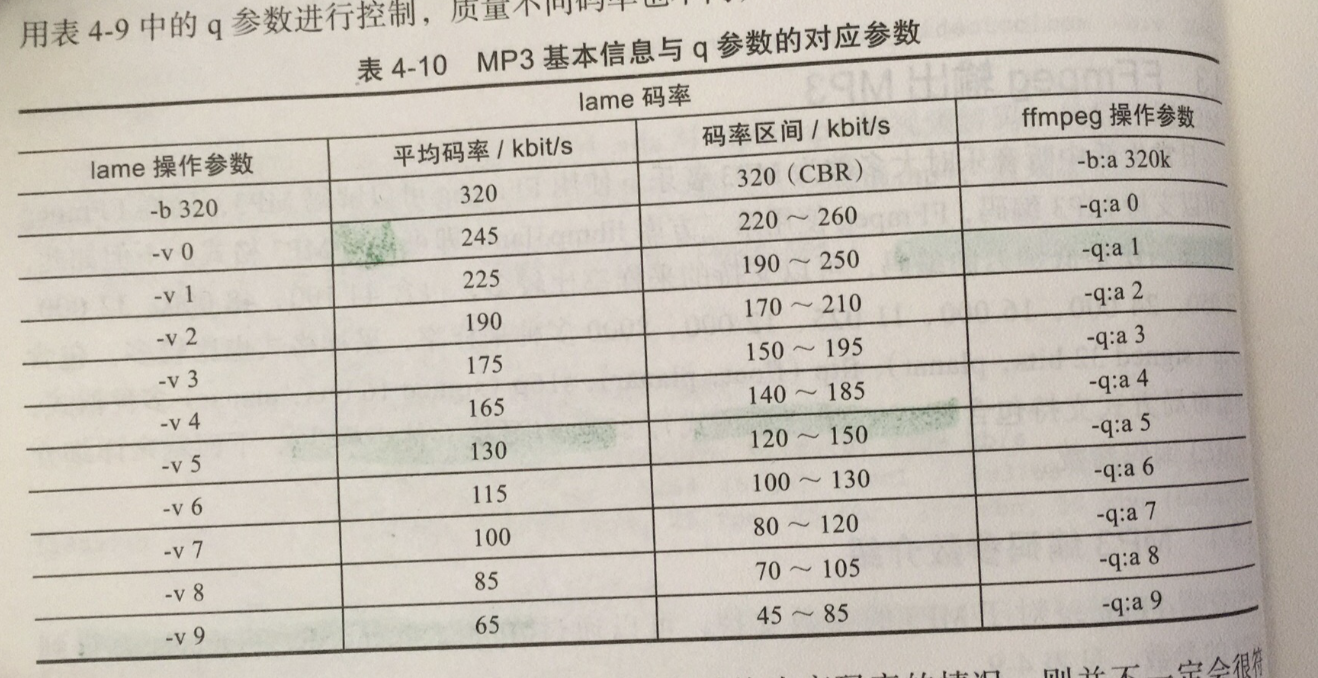 用表 4-9 中的 q 参数进行控制，质量不同码率也不
表 4-10 MP3 基本信息与 q 参数的对应参数
lame 码率
lame 操作参数 平均码率 / kbit/s 码率区间 / kbit/s ffmpeg 操作参数
-b 320 320 320（CBR） -b:a 320k
-v 0 245 220～260 -q:a 0
-v 1 225 190～250 -q:a 1
-v 2 190 170～210 -q:a 2
-v 3 175 150～195 -q:a 3
-v 4 165 140～185 -q:a 4
-v 5 130 120～150 -q:a 5
-v 6 115 100～130 -q:a 6
-v 7 100 80～120 -q:a 7
-v 8 85 70～105 -q:a 8
-v 9 65 45～85 -q:a 9
的情况，则并不一定会很符